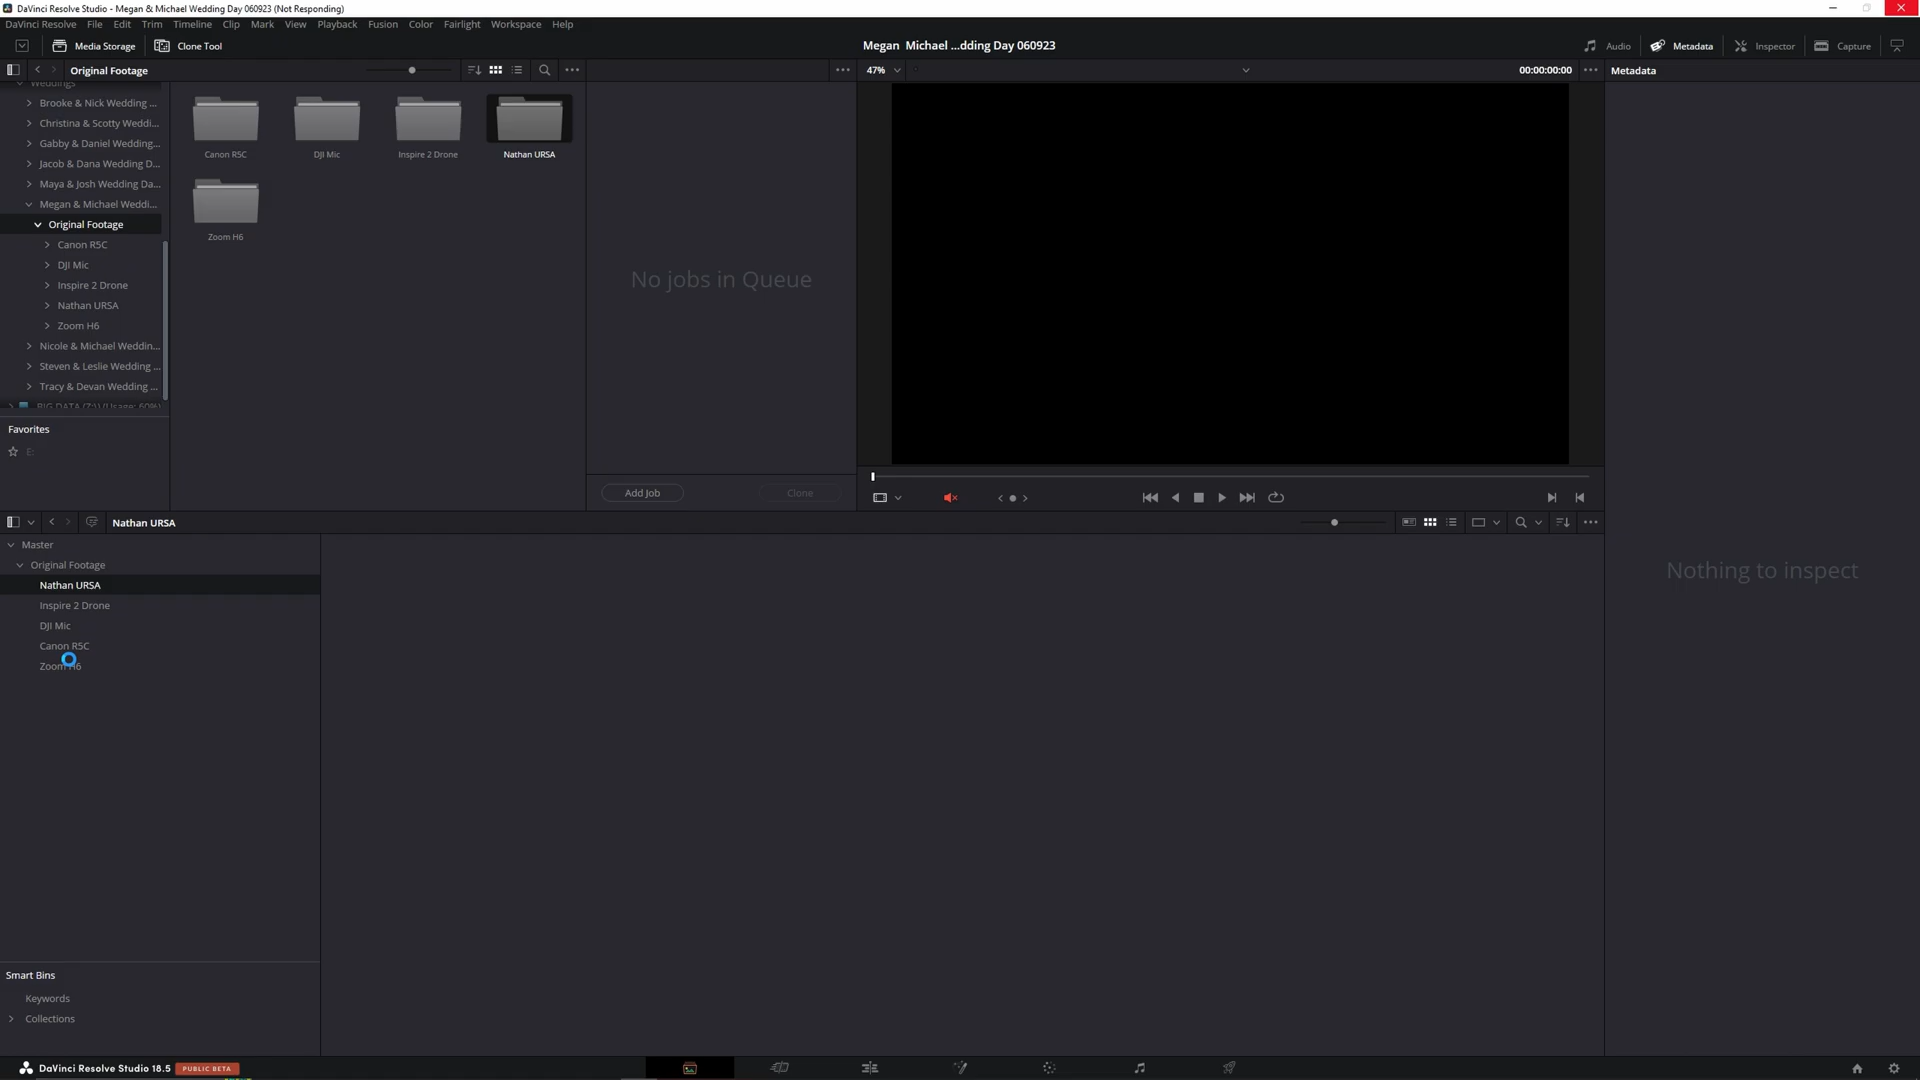 DaVinci Resolve Studio - Megan & Michael Wedding Day 060923 (Not Responding)
DaVinci Resolve File Edit Trim Timeline Clip Mark View Playback Fusion Color Fairlight Workspace Help
Media Storage Clone Tool Megan Michael ...dding Day 060923 Audio Metadata Inspector Capture
Original Footage 47% 00:00:00:00 Metadata
Weddings
Brooke & Nick Wedding ...
Christina & Scotty Weddi...
Gabby & Daniel Wedding...
Jacob & Dana Wedding D...
Maya & Josh Wedding Da...
Megan & Michael Weddi...
Original Footage
Canon R5C
DJI Mic
Inspire 2 Drone
Nathan URSA
Zoom H6
Nicole & Michael Weddin...
Steven & Leslie Wedding ...
Tracy & Devan Wedding ...
BIG DATA (Z:\) (Usage: 60%)
Favorites
E:
Canon R5C DJI Mic Inspire 2 Drone Nathan URSA
Zoom H6
No jobs in Queue
Add Job Clone
Nathan URSA
Master
Original Footage
Nathan URSA
Inspire 2 Drone
DJI Mic
Canon R5C
Zoom H6
Nothing to inspect
Smart Bins
Keywords
Collections
DaVinci Resolve Studio 18.5 PUBLIC BETA